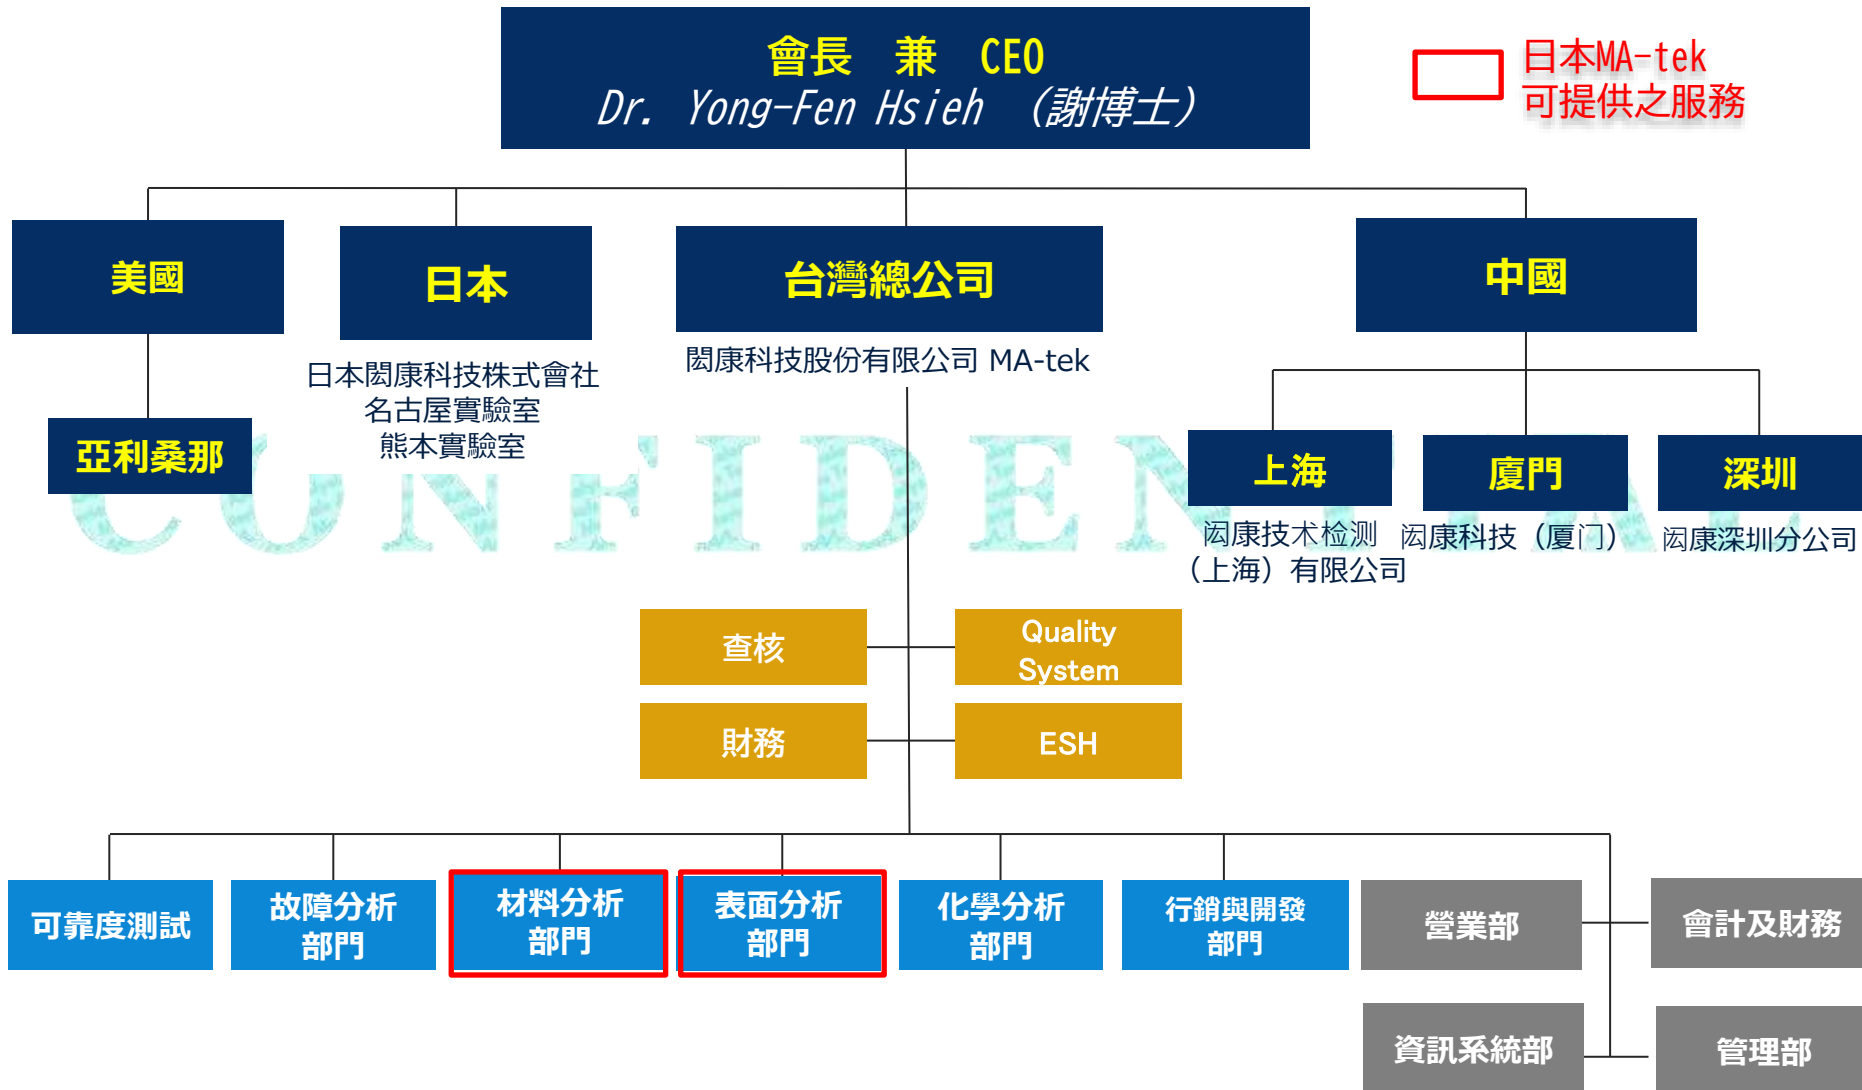 會長 兼 CEO
Dr. Yong-Fen Hsieh （謝博士）
日本MA-tek
可提供之服務
美國
日本
台灣總公司
中國
日本閎康科技株式會社
名古屋實驗室
熊本實驗室
閎康科技股份有限公司 MA-tek
亞利桑那
上海
廈門
深圳
闳康技术检测
（上海）有限公司
闳康科技（厦门）
闳康深圳分公司
CONFIDENTIAL
查核
Quality
System
財務
ESH
可靠度測試
故障分析
部門
材料分析
部門
表面分析
部門
化學分析
部門
行銷與開發
部門
營業部
會計及財務
資訊系統部
管理部